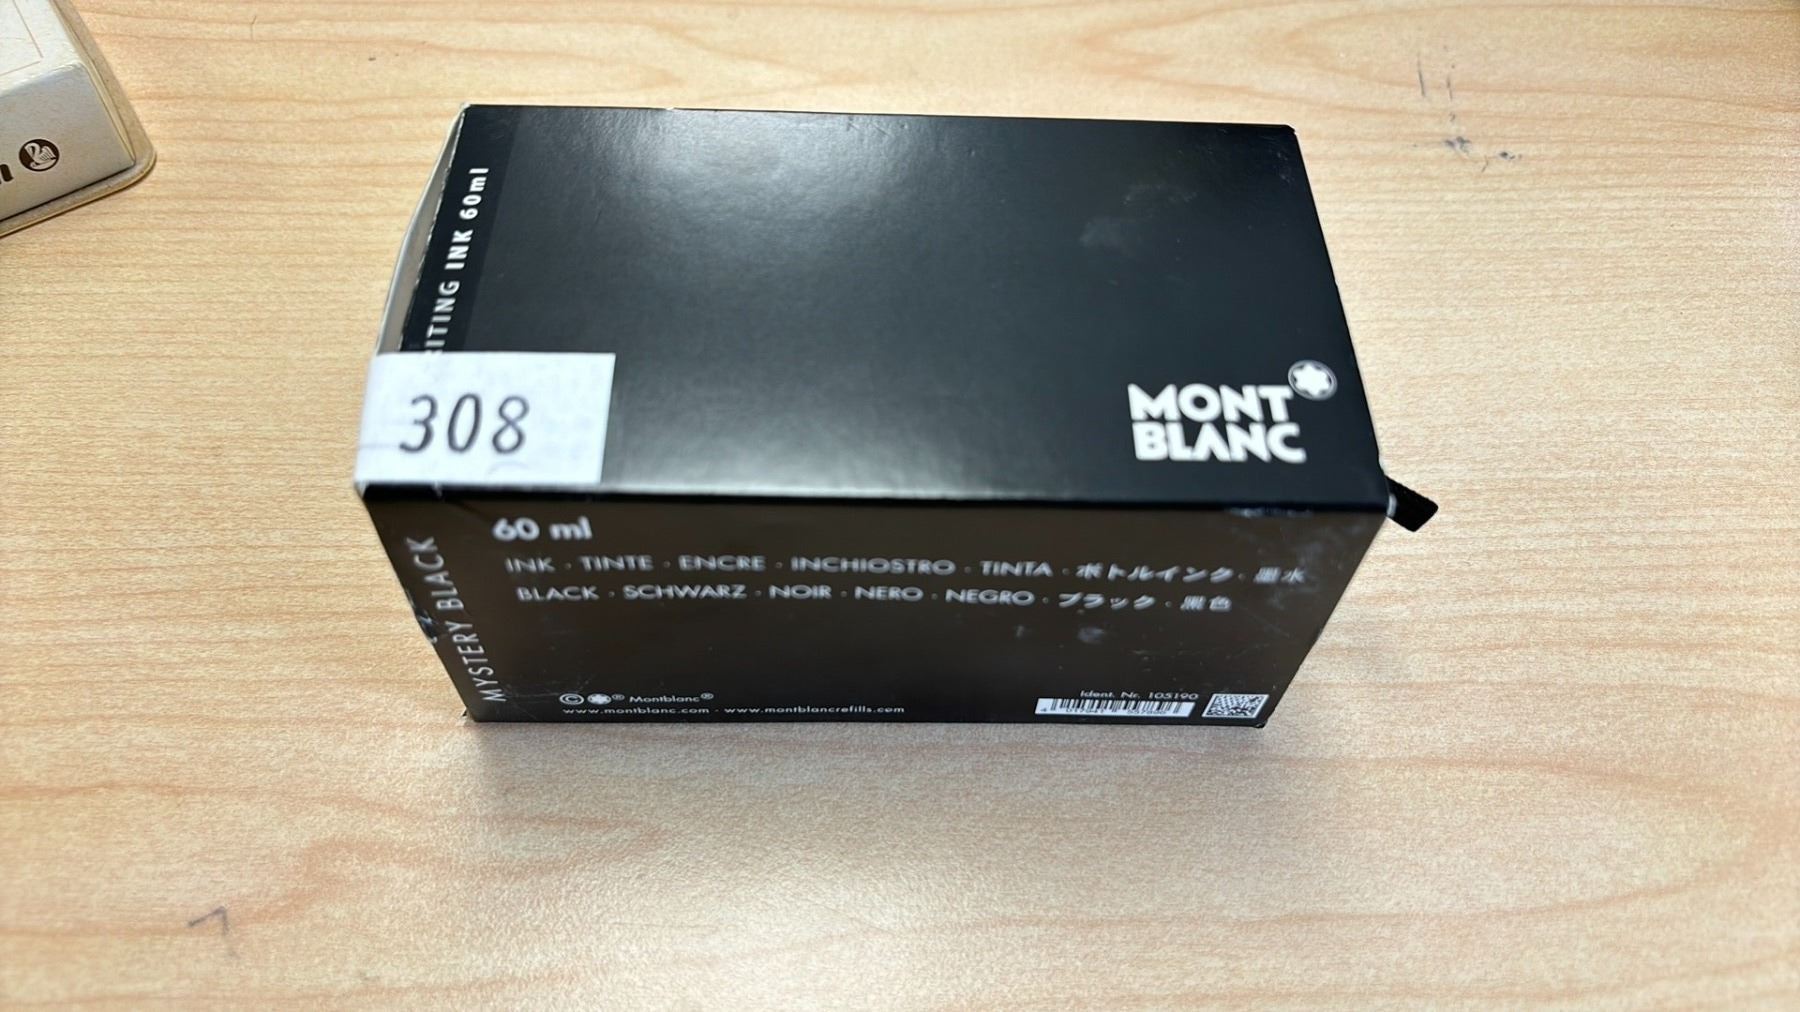 RITING INK 60ml
308
MONT
BLANC
MYSTERY BLACK
60 ml
INK · TINTE · ENCRE · INCHIOSTRO · TINTA · ボトルインク · 墨水
BLACK · SCHWARZ · NOIR · NERO · NEGRO · ブラック · 黑色
© ® Montblanc®
www.montblanc.com · www.montblancrefills.com
Ident. Nr. 105190